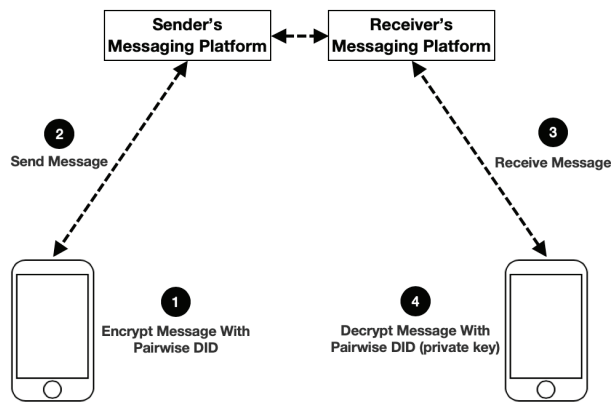 Sender's
Messaging Platform
Receiver's
Messaging Platform
2
Send Message
3
Receive Message
1
Encrypt Message With
Pairwise DID
4
Decrypt Message With
Pairwise DID (private key)